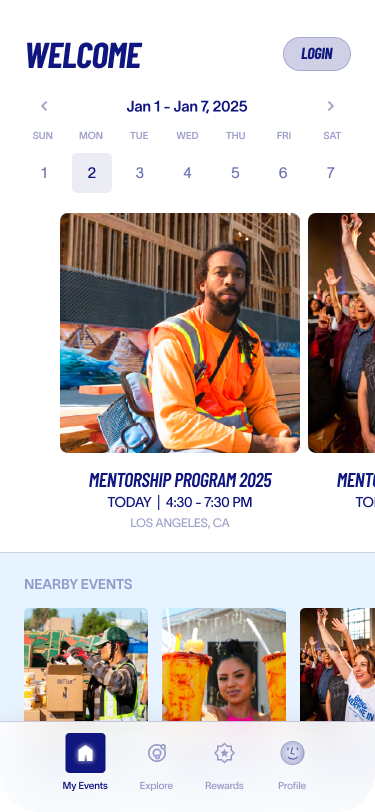 WELCOME
LOGIN
Jan 1 - Jan 7, 2025
SUN MON TUE WED THU FRI SAT
1 2 3 4 5 6 7
MENTORSHIP PROGRAM 2025
MENTO
TODAY | 4:30 - 7:30 PM
TO
LOS ANGELES, CA
NEARBY EVENTS
My Events Explore Rewards Profile